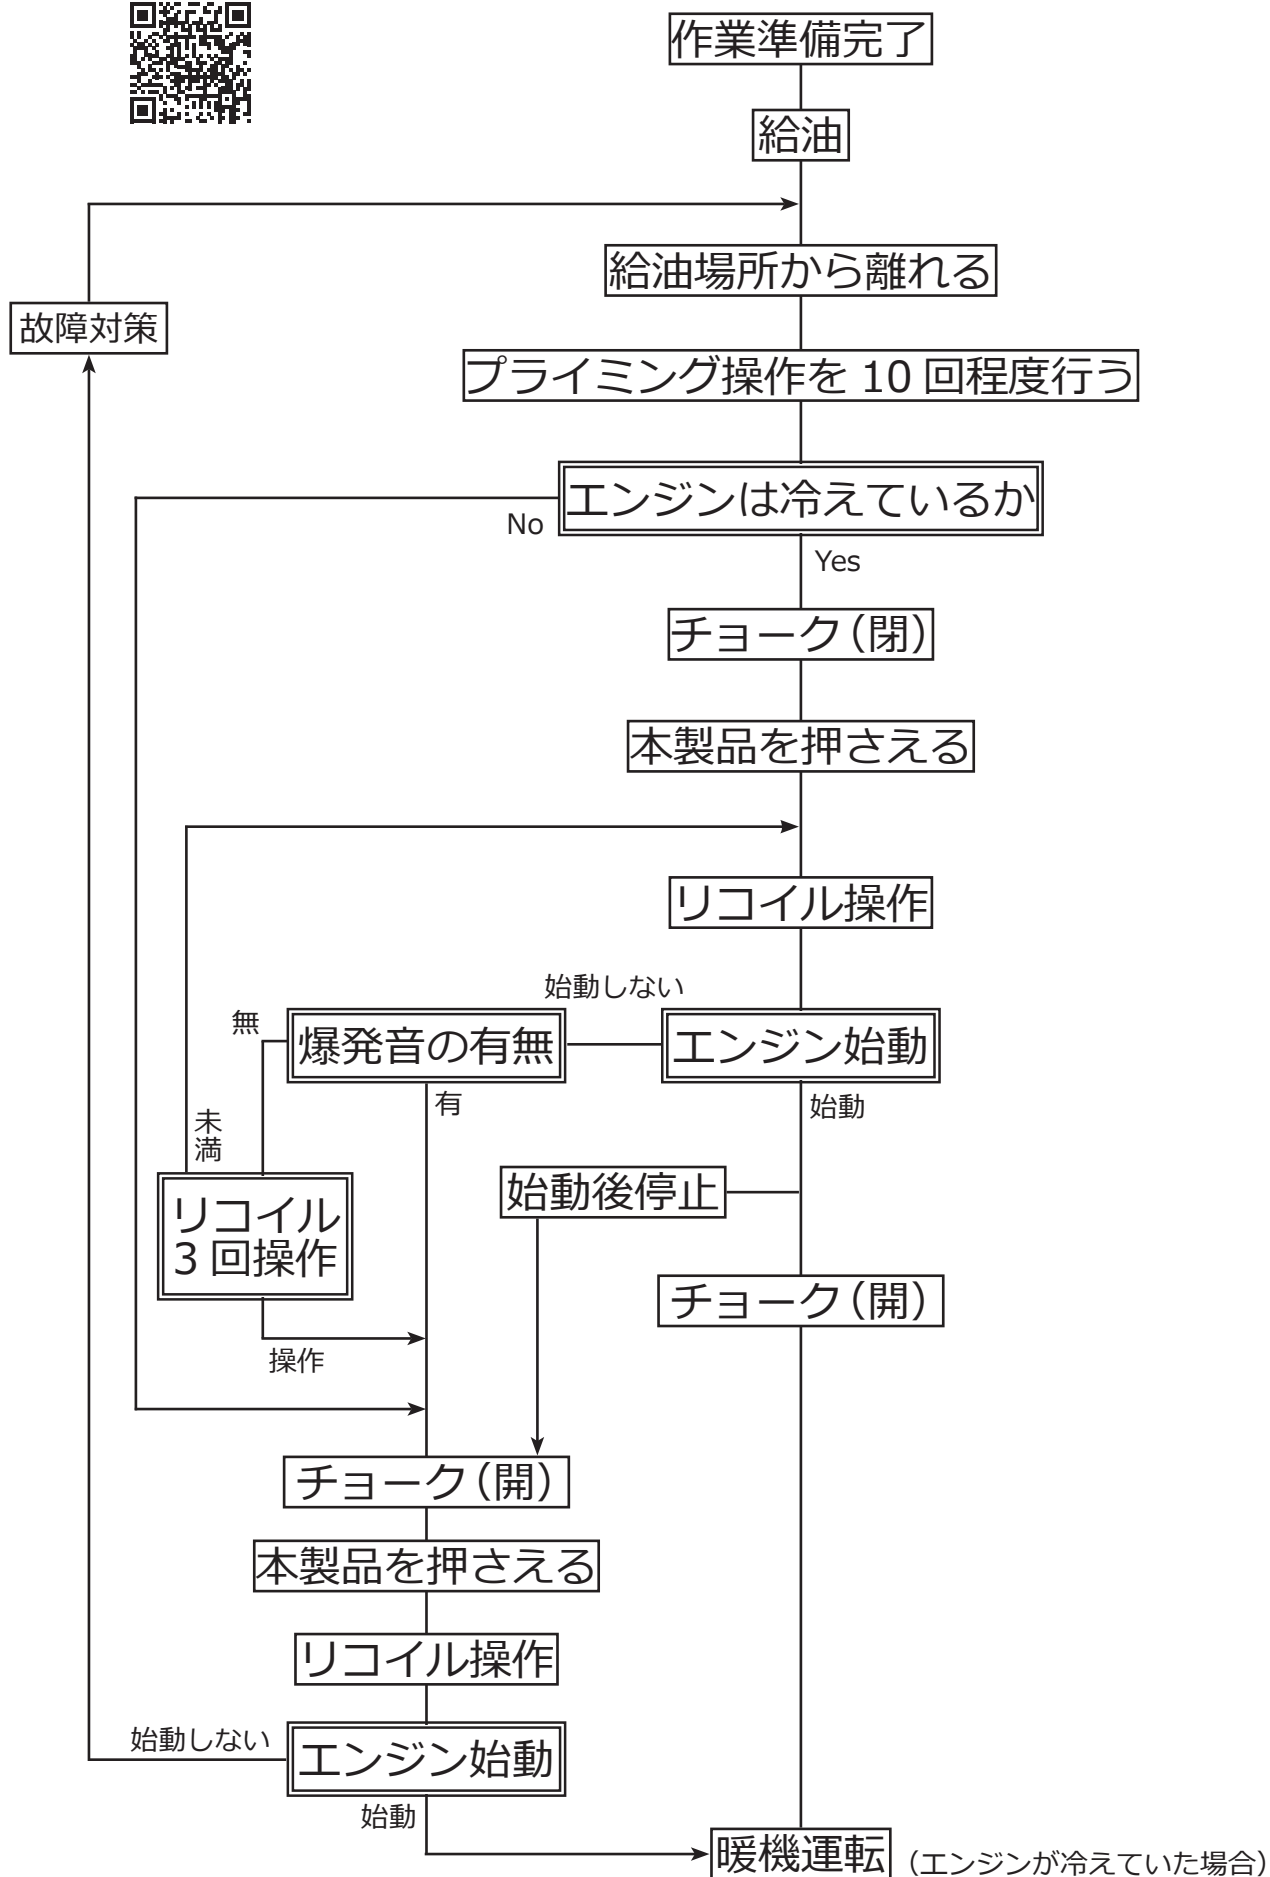 作業準備完了
給油
給油場所から離れる
故障対策
プライミング操作を 10 回程度行う
エンジンは冷えているか
No
Yes
チョーク（閉）
本製品を押さえる
リコイル操作
始動しない
無
爆発音の有無
エンジン始動
有
始動
未満
始動後停止
リコイル
3 回操作
チョーク（開）
操作
チョーク（開）
本製品を押さえる
リコイル操作
始動しない
エンジン始動
始動
暖機運転
（エンジンが冷えていた場合）